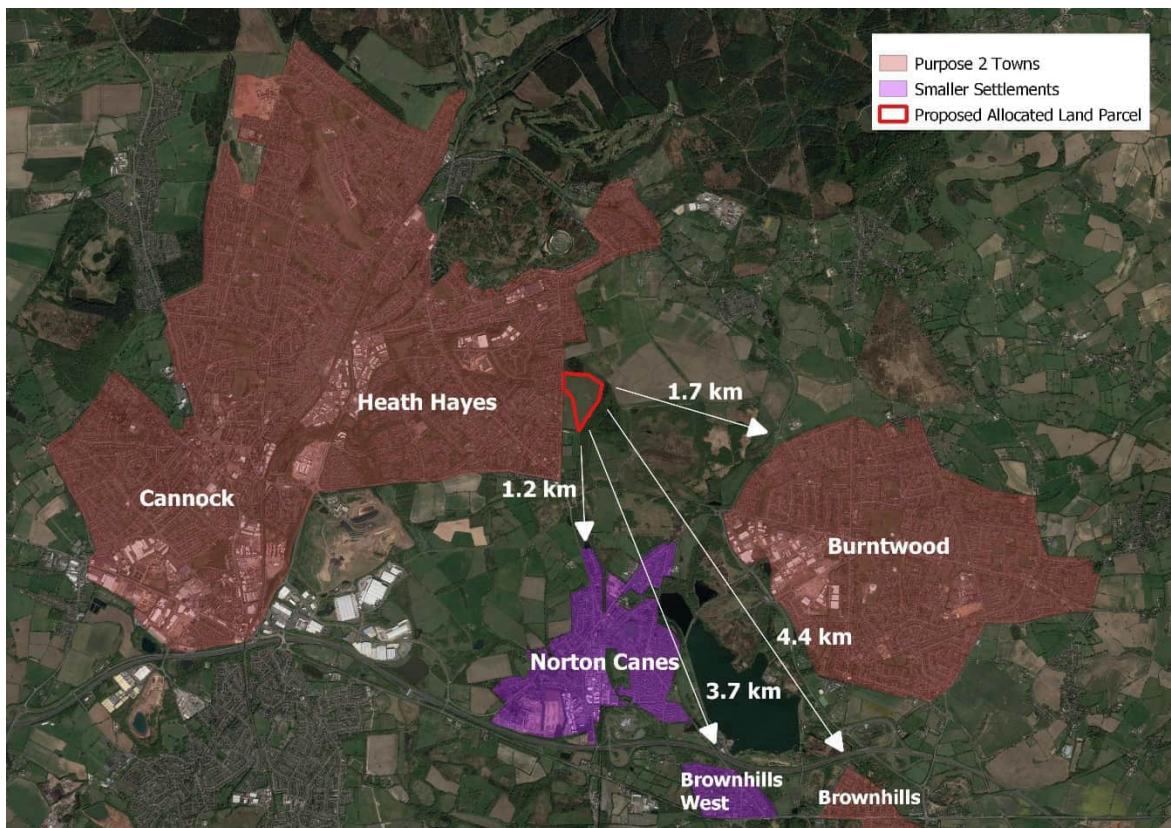 Purpose 2 Towns
Smaller Settlements
Proposed Allocated Land Parcel
1.7 km
Heath Hayes
1.2 km
Cannock
Burntwood
4.4 km
Norton Canes
3.7 km
Brownhills
West
Brownhills